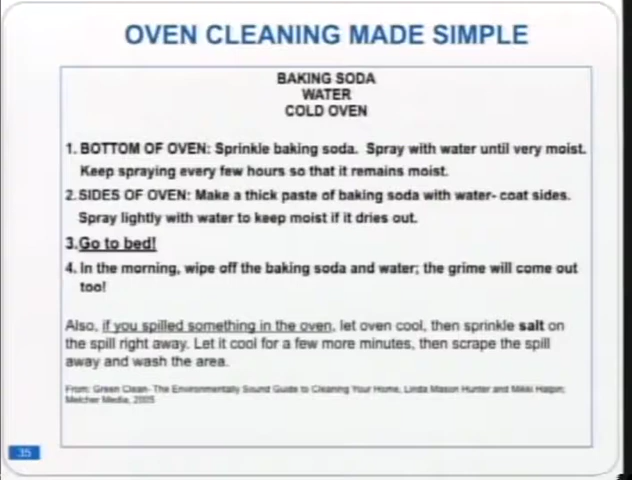 OVEN CLEANING MADE SIMPLE
BAKING SODA
WATER
COLD OVEN
1. BOTTOM OF OVEN: Sprinkle baking soda. Spray with water until very moist.
Keep spraying every few hours so that it remains moist.
2.SIDES OF OVEN: Make a thick paste of baking soda with water- coat sides.
Spray lightly with water to keep moist if it dries out.
3.Go to bed!
4. In the morning, wipe off the baking soda and water; the grime will come out
too!
Also, if you spilled something in the oven, let oven cool, then sprinkle salt on
the spill right away. Let it cool for a few more minutes, then scrape the spill
away and wash the area.
From: Green Clean- The Environmentally Sound Guide to Cleaning Your Home, Linda Mason Hunter and Mikki Halpin;
Melcher Media, 2005
35